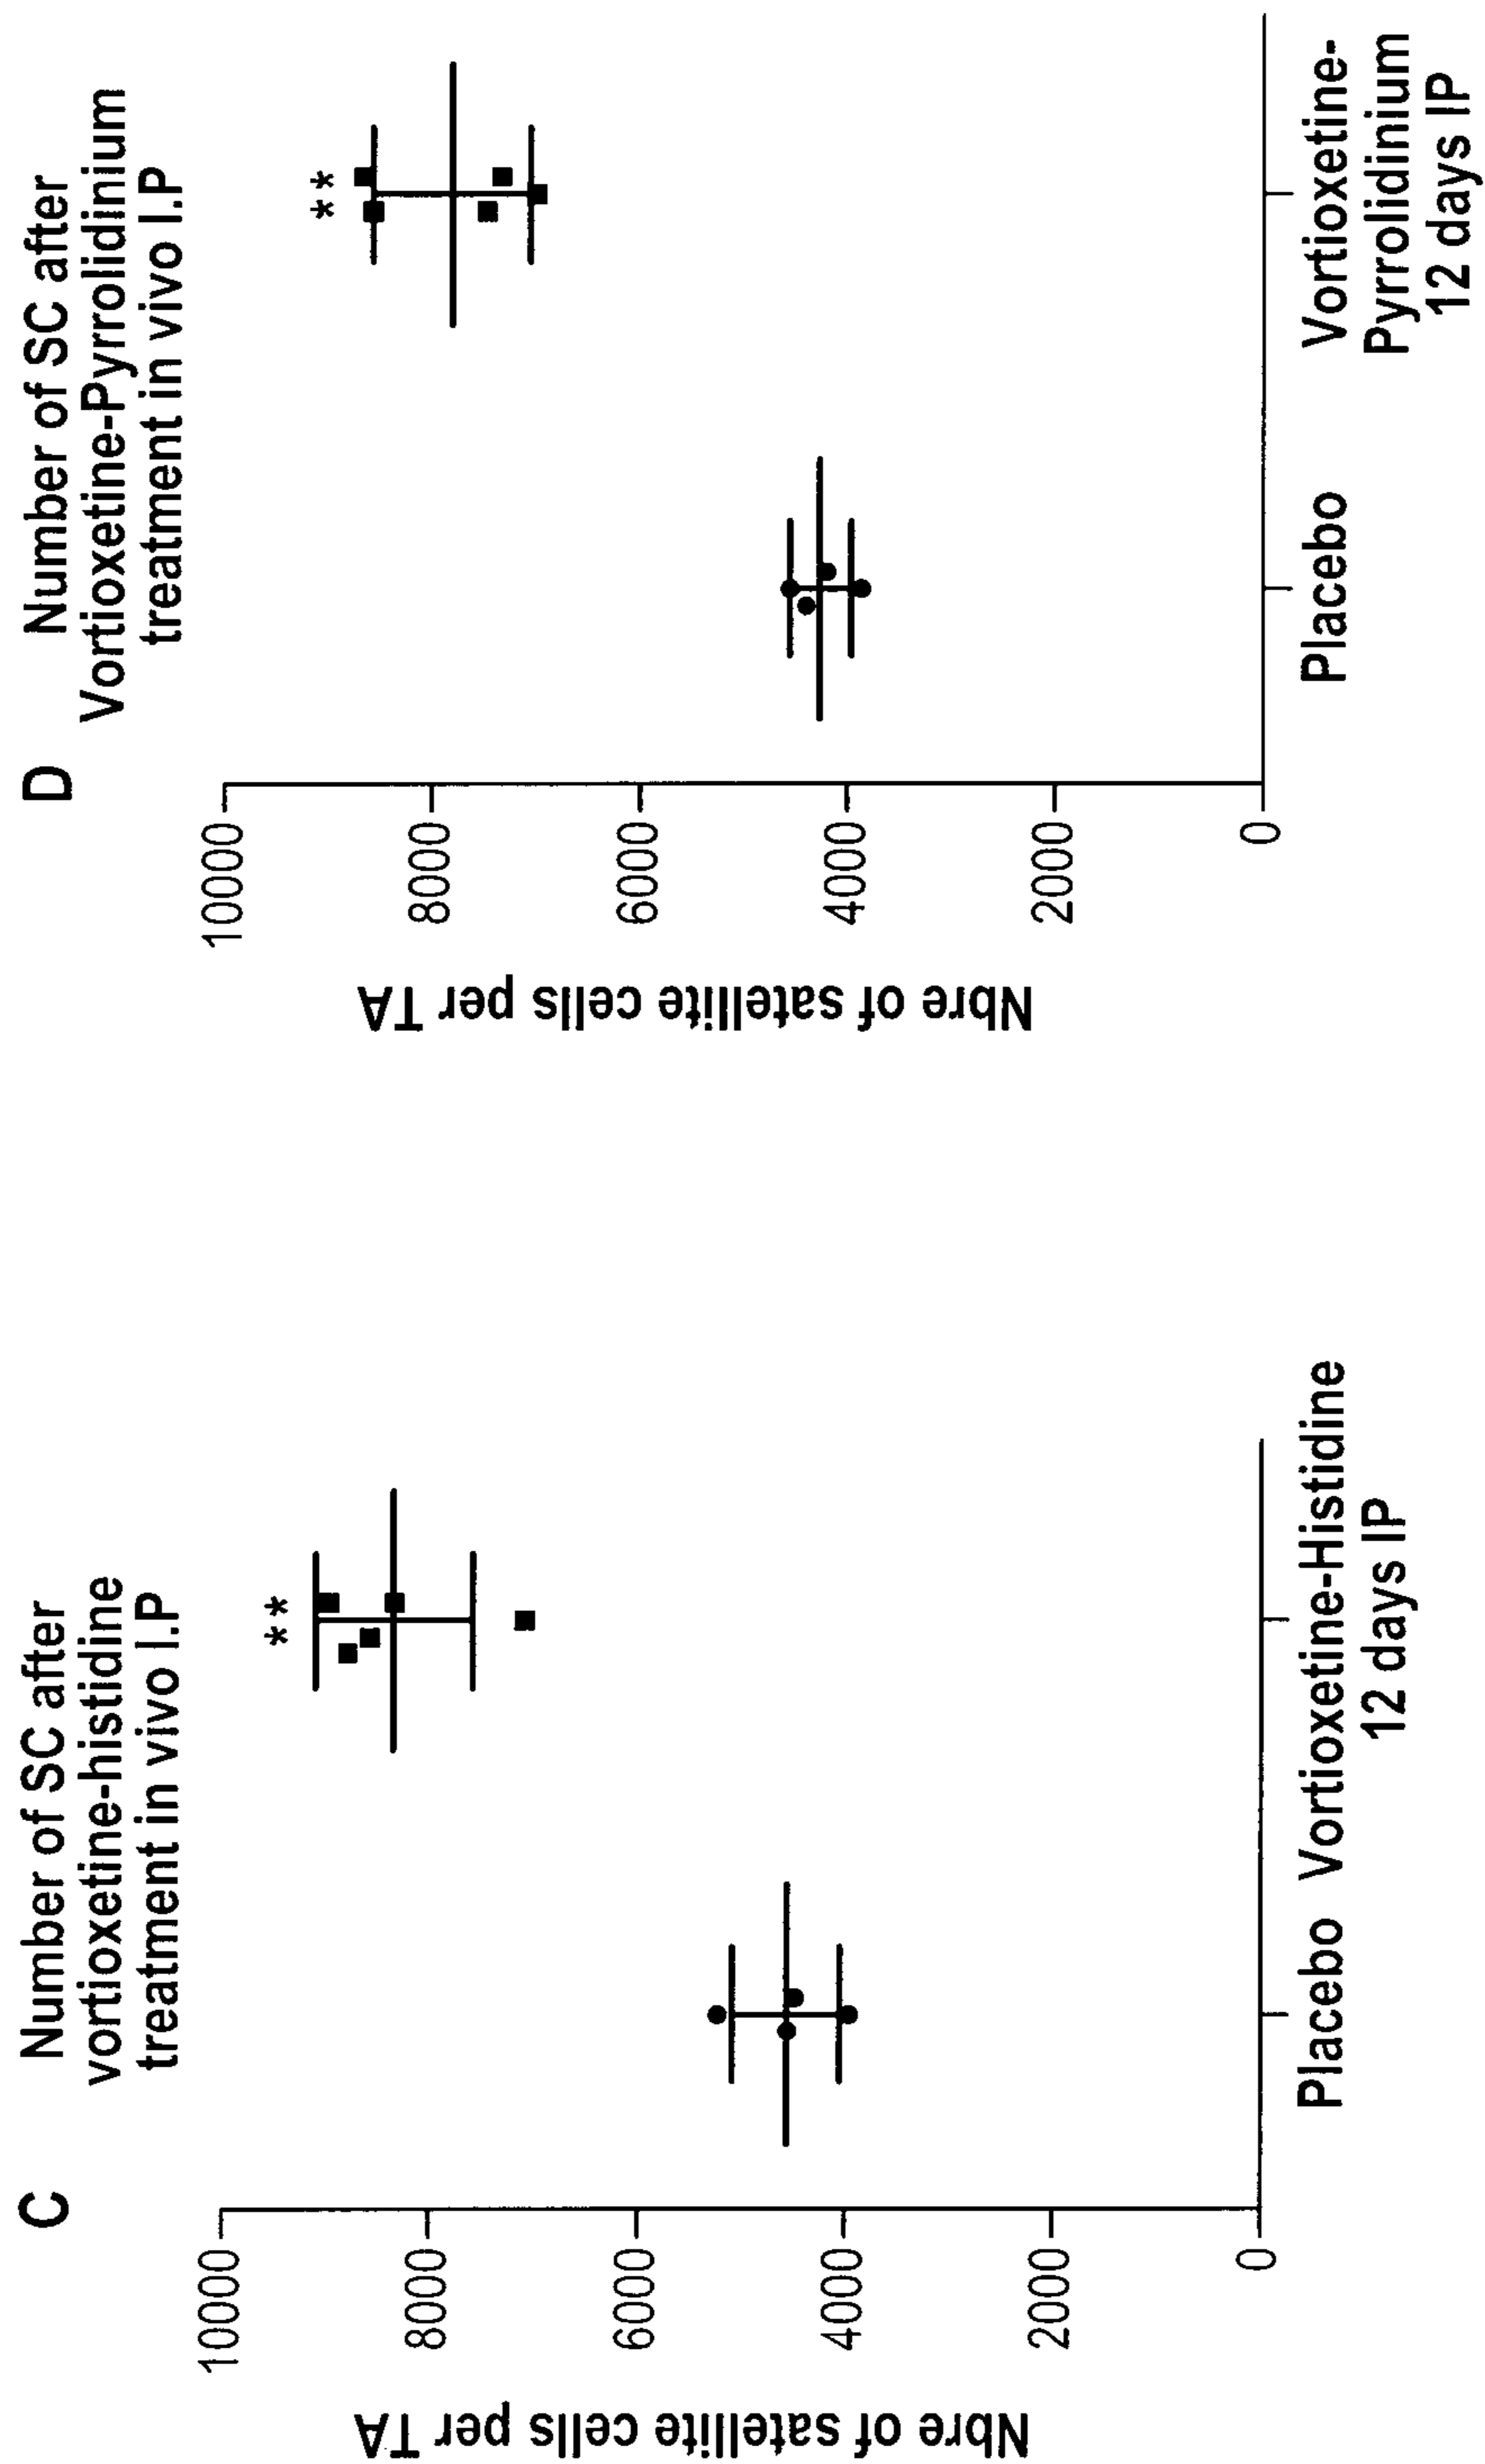 C
Number of SC after
vortioxetine-histidine
treatment in vivo I.P
Nbre of satellite cells per TA
10000
8000
6000
4000
2000
0
**
Placebo
Vortioxetine-Histidine
12 days IP
D
Number of SC after
Vortioxetine-Pyrrolidinium
treatment in vivo I.P
Nbre of satellite cells per TA
10000
8000
6000
4000
2000
0
**
Placebo
Vortioxetine-
Pyrrolidinium
12 days IP